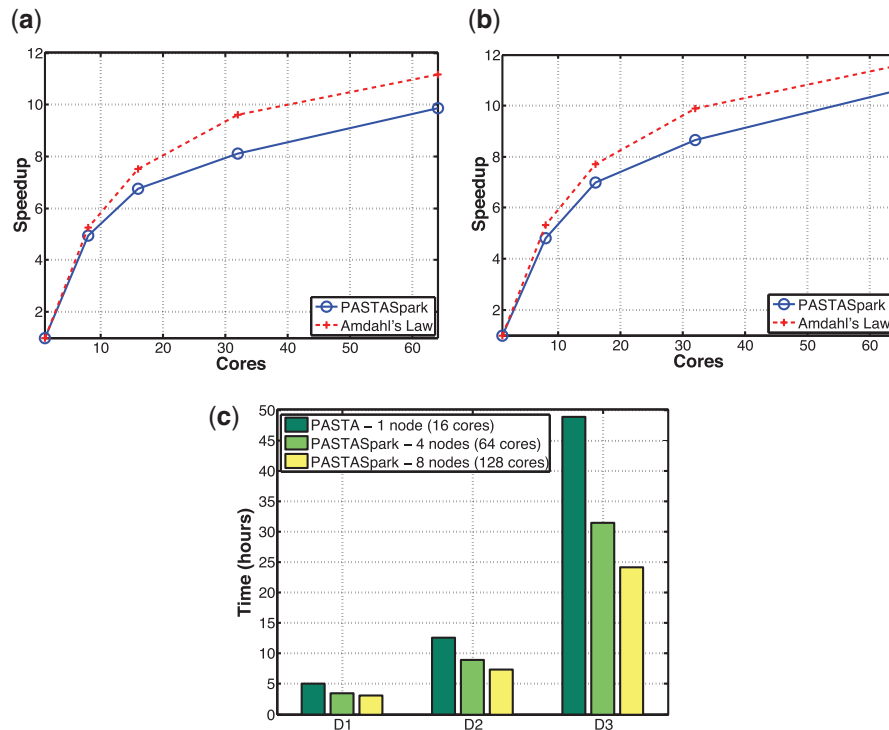 (a)
12
10
8
6
4
2
Speedup
10
20
30
40
50
60
Cores
PASTASpark
Amdahl's Law
(b)
12
10
8
6
4
2
Speedup
10
20
30
40
50
60
Cores
PASTASpark
Amdahl's Law
(c)
50
45
40
35
30
25
20
15
10
5
0
Time (hours)
PASTA – 1 node (16 cores)
PASTASpark – 4 nodes (64 cores)
PASTASpark – 8 nodes (128 cores)
D1
D2
D3